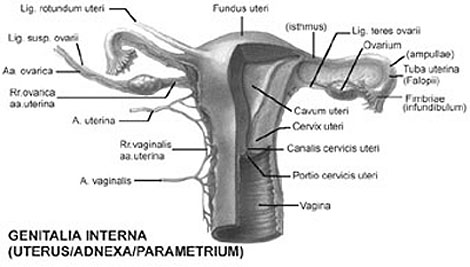 Lig. rotundum uteri
Fundus uteri
Lig. susp. ovarii
(isthmus)
Lig. teres ovarii
Ovarium
Aa. ovarica
(ampullae)
Tuba uterina
(Falopii)
Rr.ovarica
aa.uterina
Fimbriae
(infundibulum)
Cavum uteri
A. uterina
Cervix uteri
Rr.vaginalis
aa.uterina
Canalis cervicis uteri
A. vaginalis
Portio cervicis uteri
Vagina
GENITALIA INTERNA
(UTERUS/ADNEXA/PARAMETRIUM)